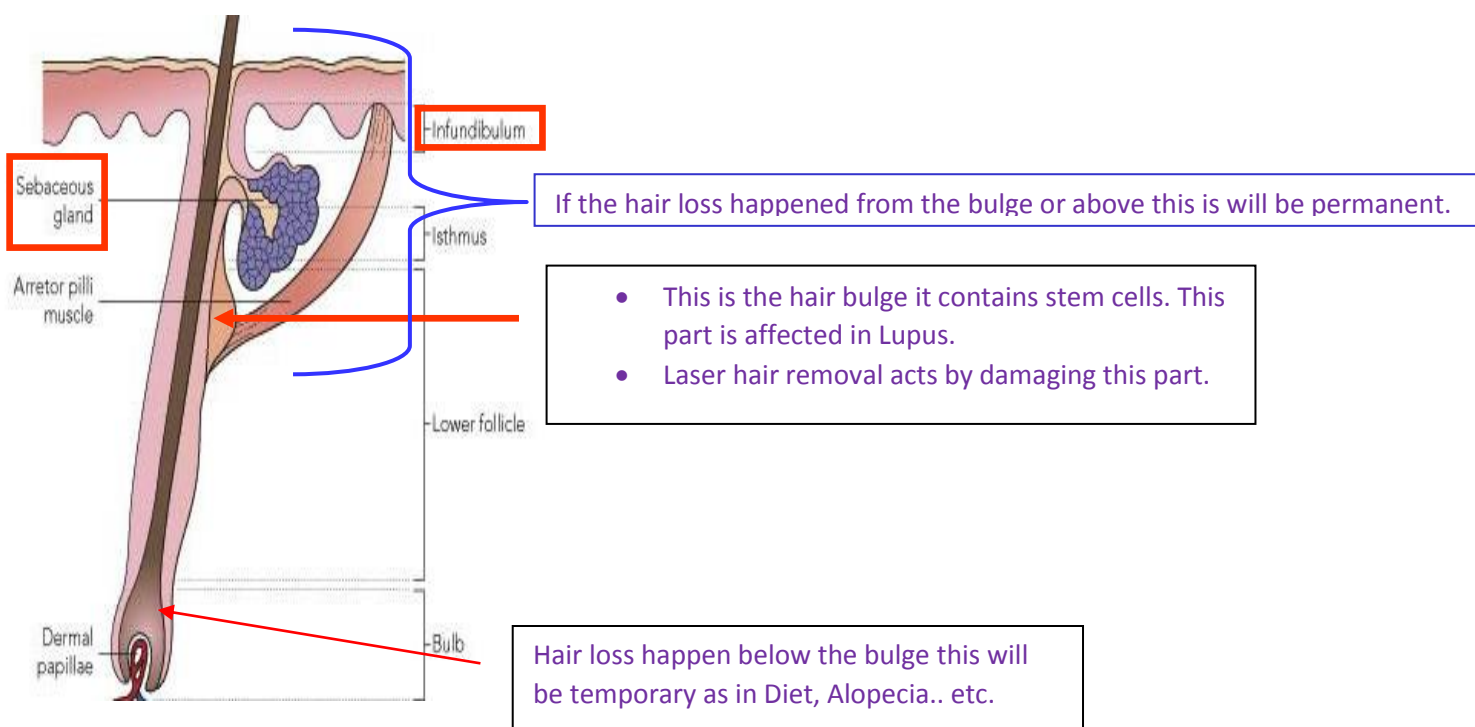 Infundibulum
Sebaceous
gland
If the hair loss happened from the bulge or above this is will be permanent.
Isthmus
Arretor pilli
muscle
• This is the hair bulge it contains stem cells. This
part is affected in Lupus.
• Laser hair removal acts by damaging this part.
Lower follicle
Dermal
papillae
Bulb
Hair loss happen below the bulge this will
be temporary as in Diet, Alopecia.. etc.